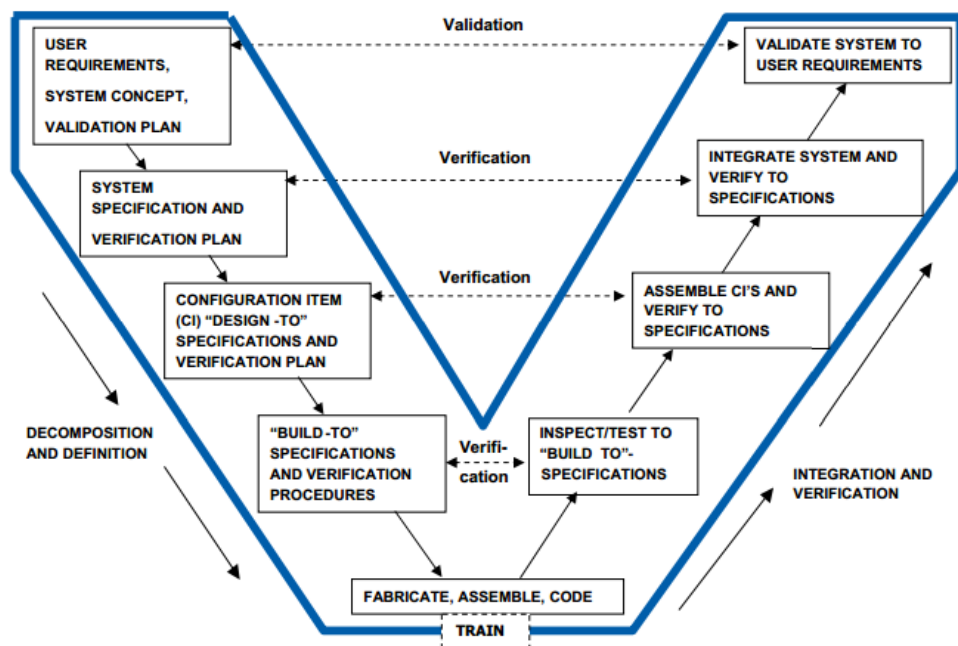 Validation
USER
REQUIREMENTS,
SYSTEM CONCEPT,
VALIDATION PLAN
VALIDATE SYSTEM TO
USER REQUIREMENTS
Verification
SYSTEM
SPECIFICATION AND
VERIFICATION PLAN
INTEGRATE SYSTEM AND
VERIFY TO
SPECIFICATIONS
Verification
CONFIGURATION ITEM
(CI) “DESIGN -TO”
SPECIFICATIONS AND
VERIFICATION PLAN
ASSEMBLE CI'S AND
VERIFY TO
SPECIFICATIONS
DECOMPOSITION
AND DEFINITION
“BUILD-TO”
SPECIFICATIONS
AND VERIFICATION
PROCEDURES
Verifi-
cation
INSPECT/TEST TO
“BUILD TO”-
SPECIFICATIONS
INTEGRATION AND
VERIFICATION
FABRICATE, ASSEMBLE, CODE
TRAIN